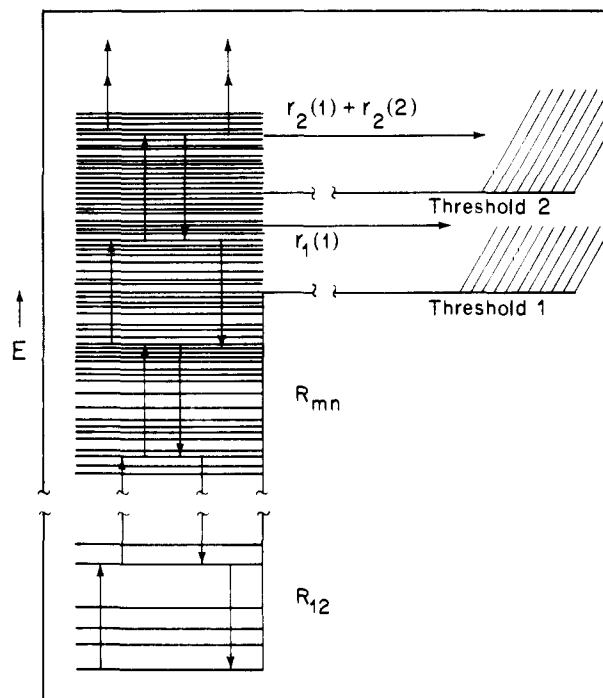 r₂(1) + r₂(2)
Threshold 2
r₁(1)
Threshold 1
E
Rₘₙ
R₁₂